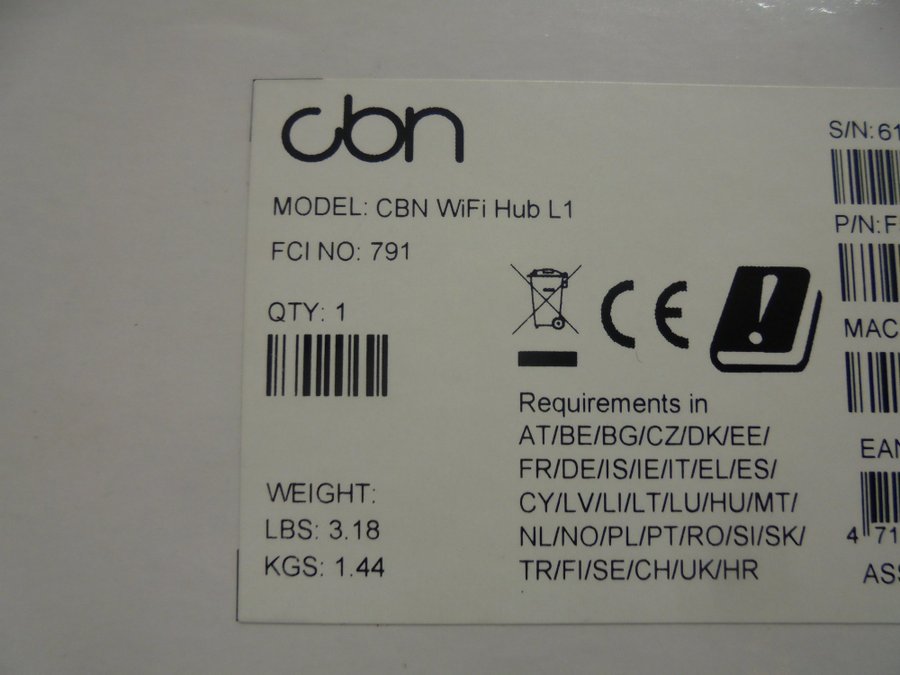 cbn
MODEL: CBN WiFi Hub L1
FCI NO: 791
QTY: 1
WEIGHT:
LBS: 3.18
KGS: 1.44
CE
Requirements in
AT/BE/BG/CZ/DK/EE/
FR/DE/IS/IE/IT/EL/ES/
CY/LV/LI/LT/LU/HU/MT/
NL/NO/PL/PT/RO/SI/SK/
TR/FI/SE/CH/UK/HR
S/N: 61
P/N: F
MAC
EAN
4 71
ASS